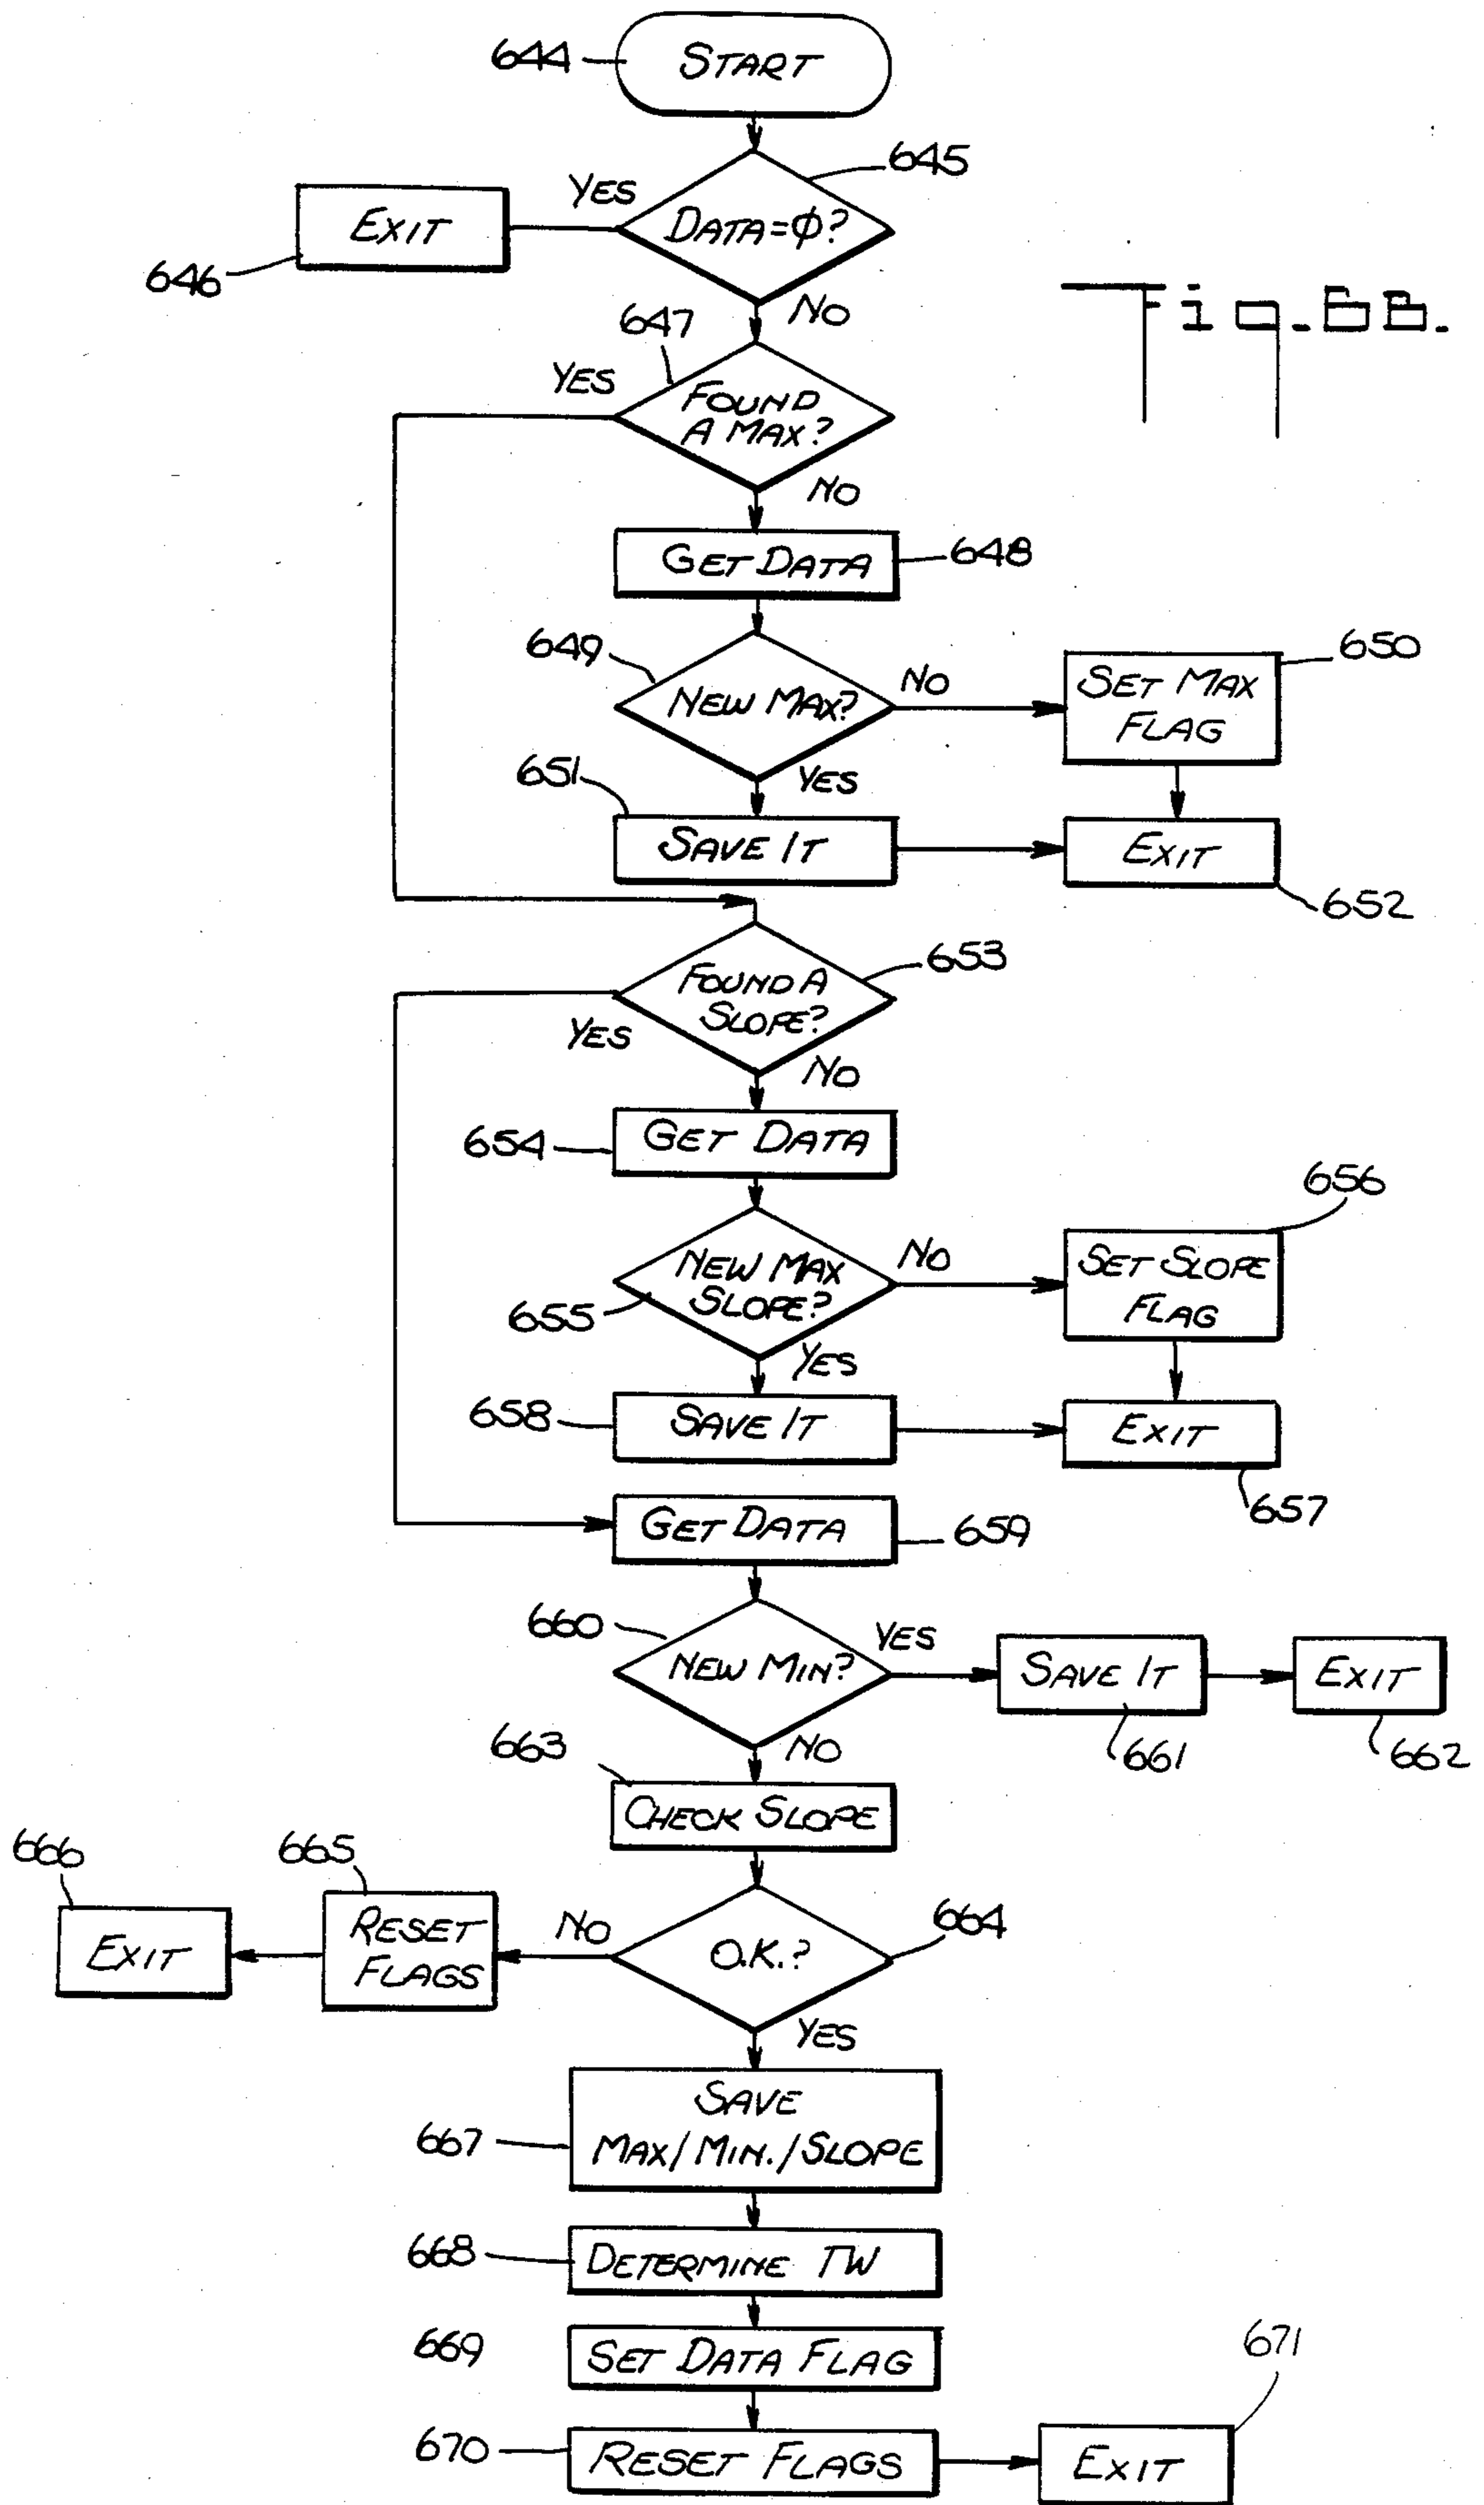 644
START
645
YES
DATA=Φ?
EXIT
646
NO
Fig.6B.
647
YES
FOUND
A MAX?
NO
GET DATA
648
649
NEW MAX?
NO
650
SET MAX
FLAG
651
YES
SAVE IT
EXIT
652
653
FOUND A
SLOPE?
YES
NO
654
GET DATA
656
NEW MAX
SLOPE?
NO
655
SET SLOPE
FLAG
YES
658
SAVE IT
EXIT
657
GET DATA
659
660
NEW MIN?
YES
SAVE IT
EXIT
661
662
663
NO
CHECK SLOPE
666
665
664
EXIT
RESET
FLAGS
NO
O.K.?
YES
667
SAVE
MAX/MIN./SLOPE
668
DETERMINE TW
669
SET DATA FLAG
671
670
RESET FLAGS
EXIT